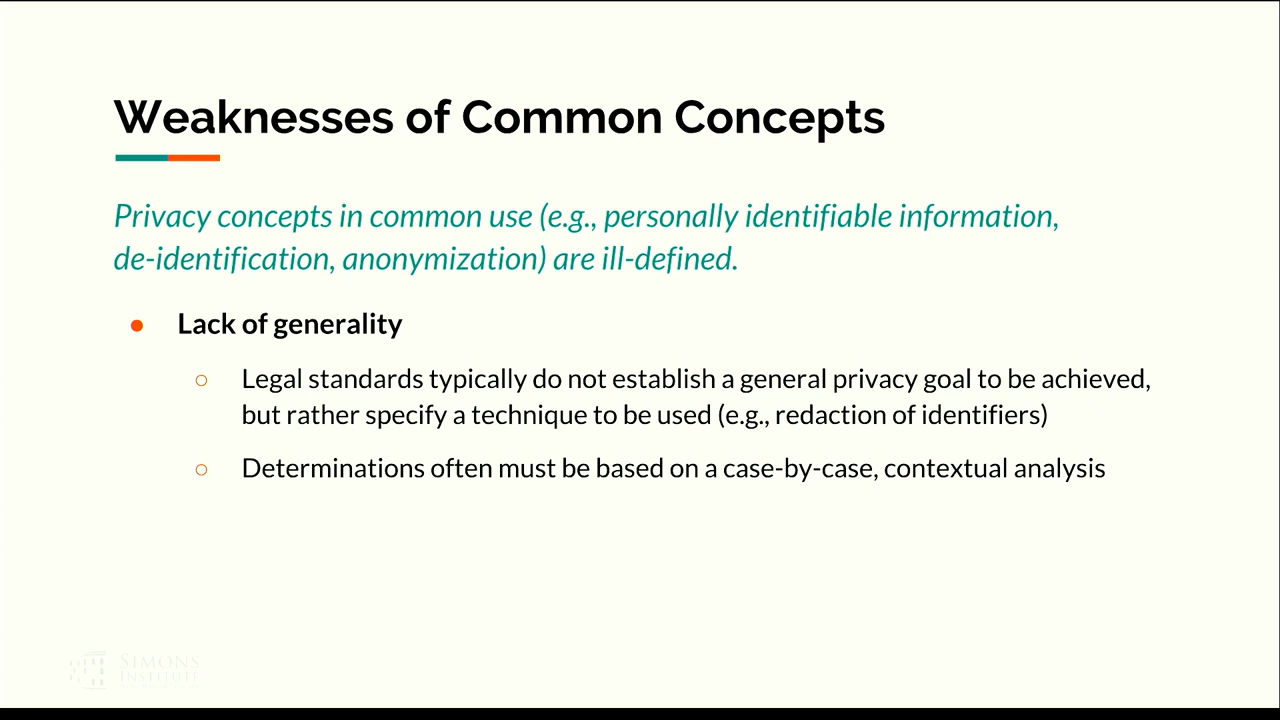 Weaknesses of Common Concepts
Privacy concepts in common use (e.g., personally identifiable information,
de-identification, anonymization) are ill-defined.
● Lack of generality
○ Legal standards typically do not establish a general privacy goal to be achieved,
but rather specify a technique to be used (e.g., redaction of identifiers)
○ Determinations often must be based on a case-by-case, contextual analysis
SIMONS
INSTITUTE